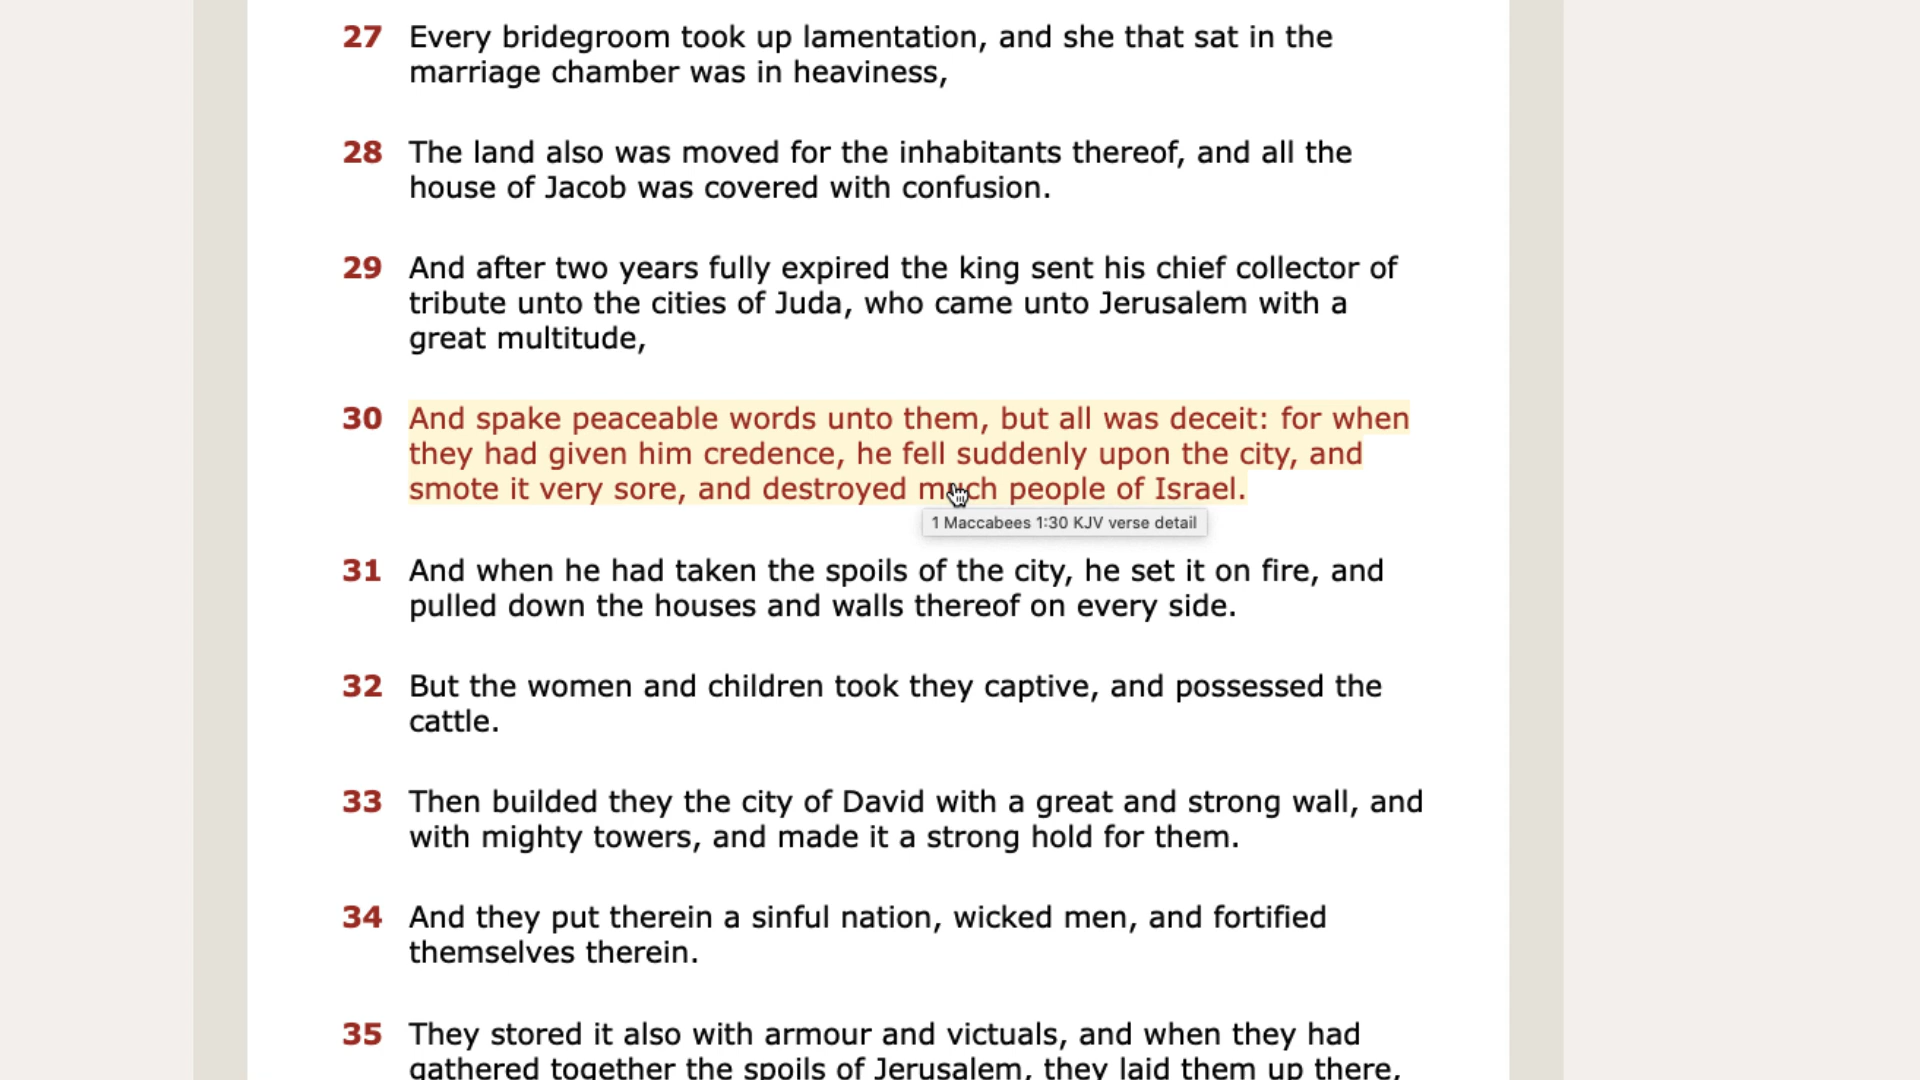 27 Every bridegroom took up lamentation, and she that sat in the
marriage chamber was in heaviness,
28 The land also was moved for the inhabitants thereof, and all the
house of Jacob was covered with confusion.
29 And after two years fully expired the king sent his chief collector of
tribute unto the cities of Juda, who came unto Jerusalem with a
great multitude,
30 And spake peaceable words unto them, but all was deceit: for when
they had given him credence, he fell suddenly upon the city, and
smote it very sore, and destroyed much people of Israel.
1 Maccabees 1:30 KJV verse detail
31 And when he had taken the spoils of the city, he set it on fire, and
pulled down the houses and walls thereof on every side.
32 But the women and children took they captive, and possessed the
cattle.
33 Then builded they the city of David with a great and strong wall, and
with mighty towers, and made it a strong hold for them.
34 And they put therein a sinful nation, wicked men, and fortified
themselves therein.
35 They stored it also with armour and victuals, and when they had
gathered together the spoils of Jerusalem, they laid them up there,